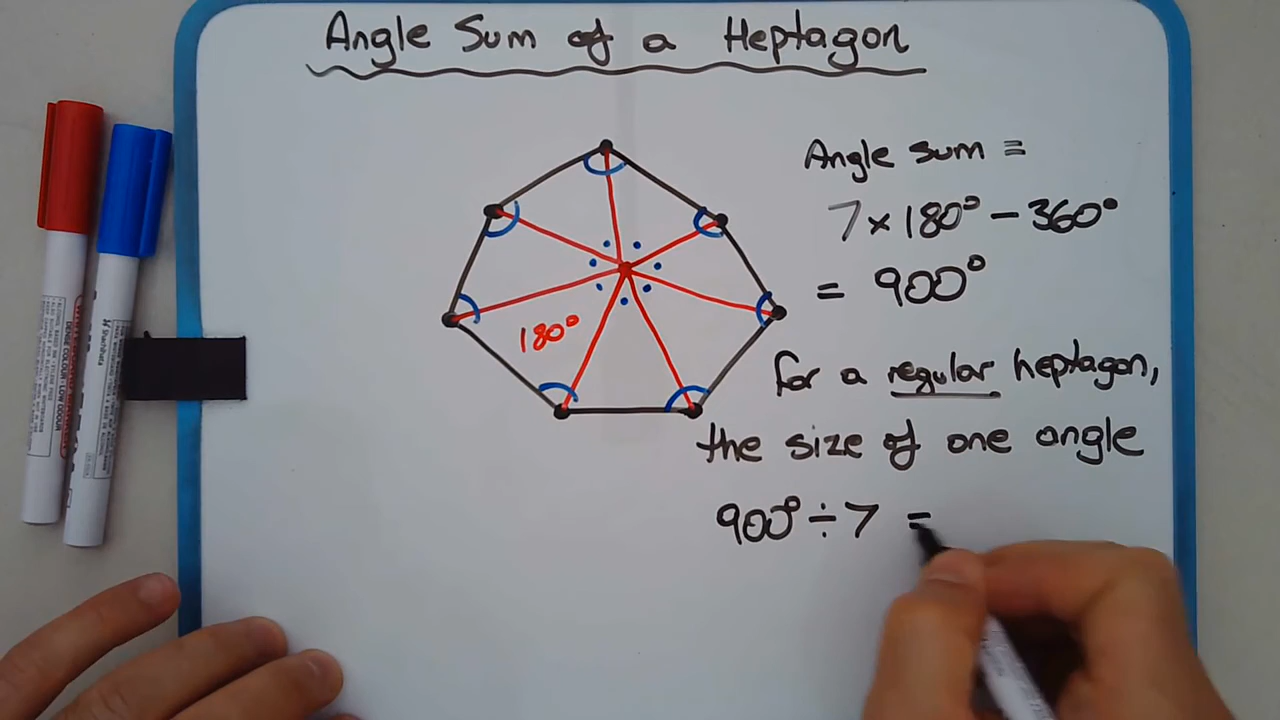 Angle Sum of a Heptagon
Angle sum =
7 × 180° − 360°
= 900°
180°
for a regular heptagon,
the size of one angle
900° ÷ 7 =